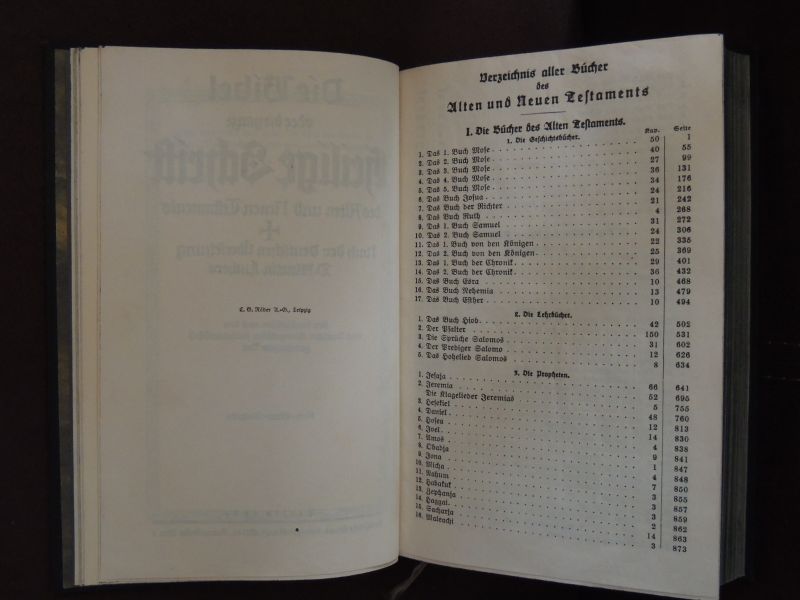 C. G. Röder A.-G., Leipzig
Verzeichnis aller Bücher
des
Alten und Neuen Testaments
I. Die Bücher des Alten Testaments.
1. Die Geschichtsbücher. Kap. Seite
1. Das 1. Buch Mose 50 1
2. Das 2. Buch Mose 40 55
3. Das 3. Buch Mose 27 99
4. Das 4. Buch Mose 36 131
5. Das 5. Buch Mose 34 176
6. Das Buch Josua 24 216
7. Das Buch der Richter 21 242
8. Das Buch Ruth 4 268
9. Das 1. Buch Samuel 31 272
10. Das 2. Buch Samuel 24 306
11. Das 1. Buch von den Königen 22 335
12. Das 2. Buch von den Königen 25 369
13. Das 1. Buch der Chronik 29 401
14. Das 2. Buch der Chronik 36 432
15. Das Buch Esra 10 468
16. Das Buch Nehemia 13 479
17. Das Buch Esther 10 494
2. Die Lehrbücher.
1. Das Buch Hiob 42 502
2. Der Psalter 150 531
3. Die Sprüche Salomos 31 602
4. Der Prediger Salomo 12 626
5. Das Hohelied Salomos 8 634
3. Die Propheten.
1. Jesaja 66 641
2. Jeremia 52 695
Die Klagelieder Jeremias 5 755
3. Hesekiel 48 760
4. Daniel 12 813
5. Hosea 14 830
6. Joel 4 838
7. Amos 9 841
8. Obadja 1 847
9. Jona 4 848
10. Micha 7 850
11. Nahum 3 855
12. Habakuk 3 857
13. Zephanja 3 859
14. Haggai 2 862
15. Sacharja 14 863
16. Maleachi 3 873